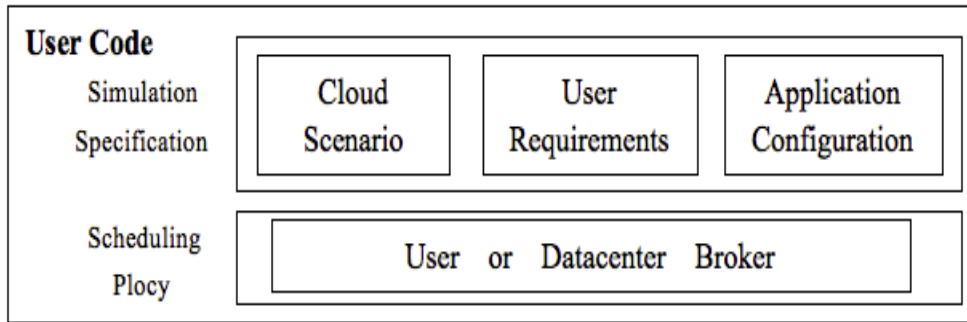 User Code
Simulation
Specification
Cloud
Scenario
User
Requirements
Application
Configuration
Scheduling
Plocy
User or Datacenter Broker